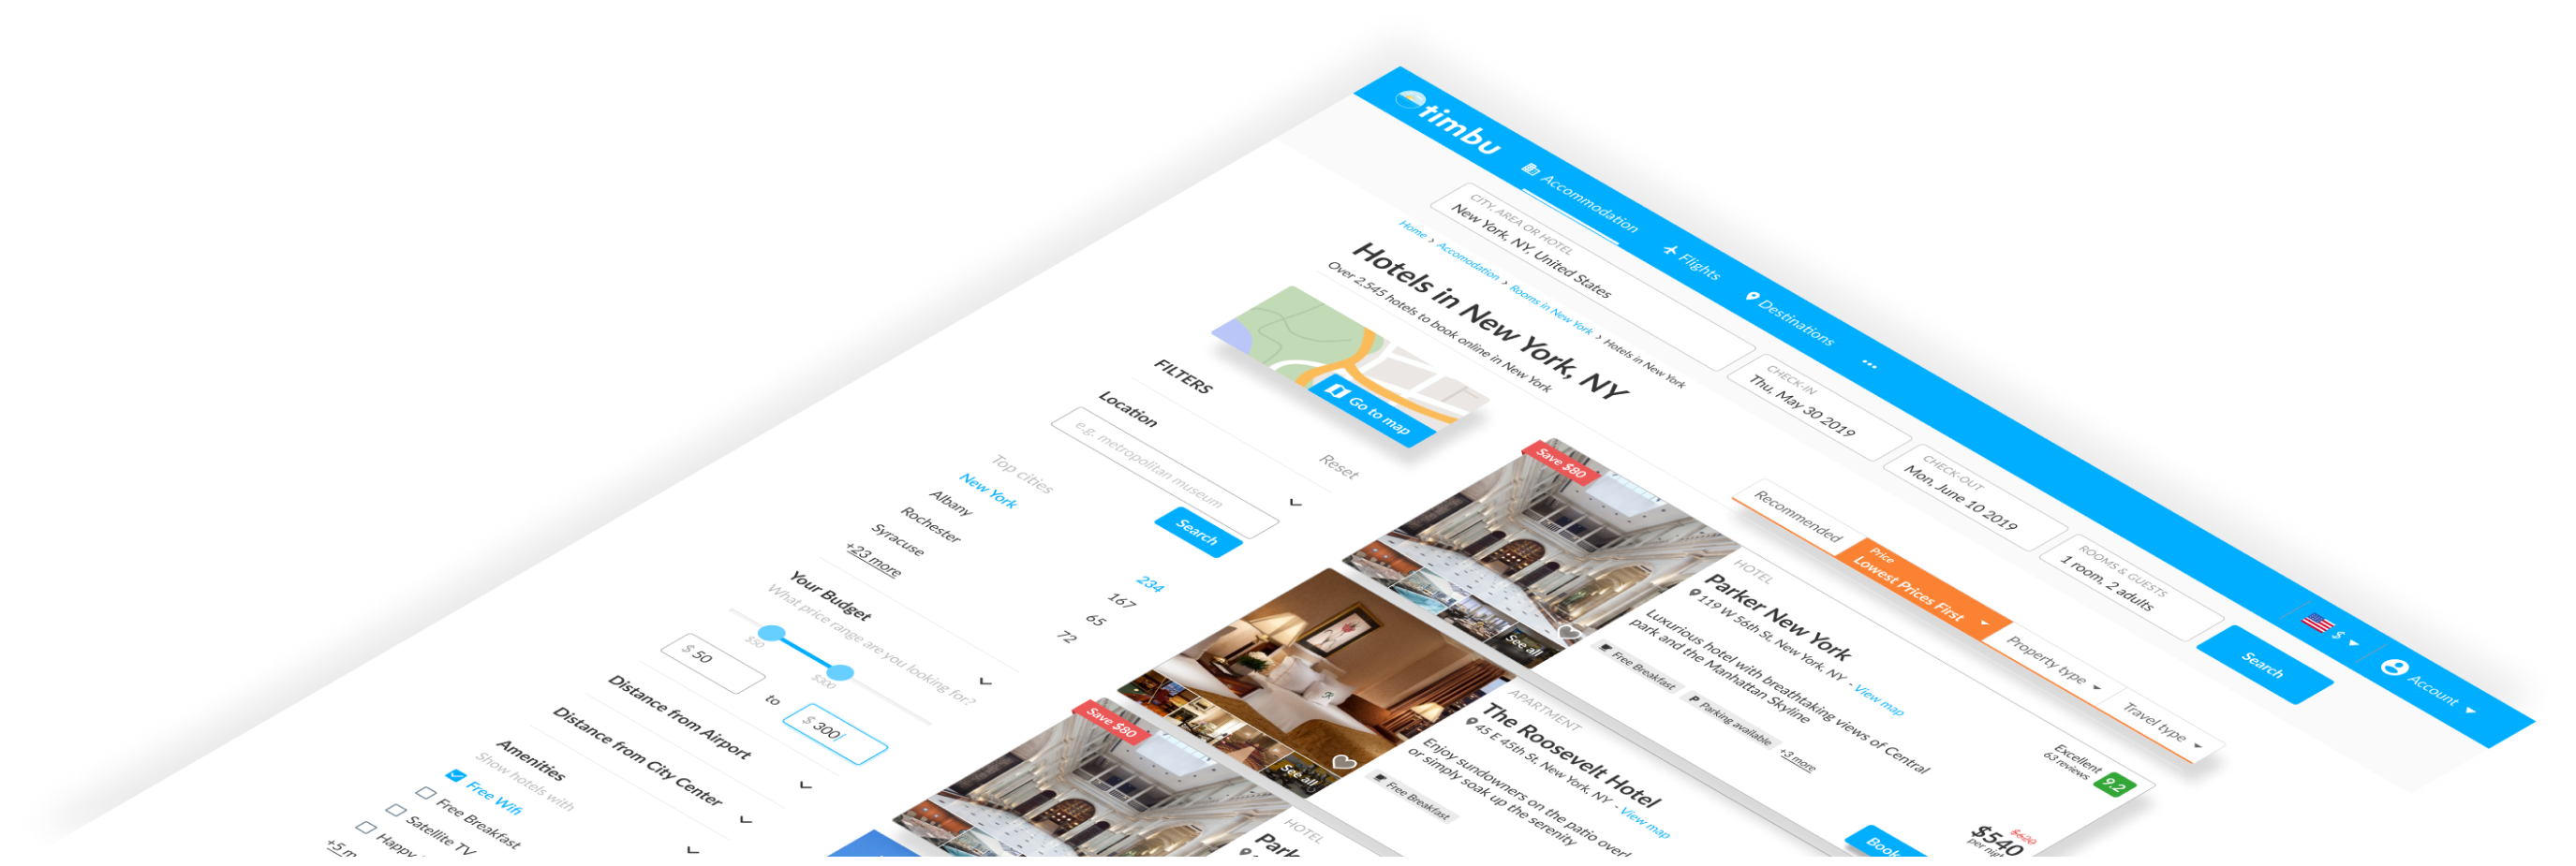 timbu
Accommodation
Flights
Destinations
$
Account
CITY, AREA OR HOTEL
New York, NY, United States
CHECK-IN
Thu, May 30 2019
CHECK-OUT
Mon, June 10 2019
ROOMS & GUESTS
1 room, 2 adults
Search
Home > Accomodation > Rooms in New York > Hotels in New York
Hotels in New York, NY
Over 2,545 hotels to book online in New York
Go to map
FILTERS
Reset
Location
e.g. metropolitan museum
Search
Top cities
New York 234
Albany 167
Rochester 65
Syracuse 72
+23 more
Your Budget
What price range are you looking for?
$50
$300
$ 50
to
$ 300
Distance from Airport
Distance from City Center
Amenities
Show hotels with
Free Wifi
Free Breakfast
Satellite TV
Happy
Recommended
Price
Lowest Prices First
Property type
Travel type
Save $80
See all
HOTEL
Parker New York
119 W 56th St, New York, NY - View map
Luxurious hotel with breathtaking views of Central
park and the Manhattan Skyline
Free Breakfast
Parking available
+3 more
Excellent
63 reviews
9.2
$620
$540
per
Book
See all
APARTMENT
The Roosevelt Hotel
45 E 45th St, New York, NY - View map
Enjoy sundowners on the patio
or simply soak up the serenity
Free Breakfast
Save $80
HOTEL